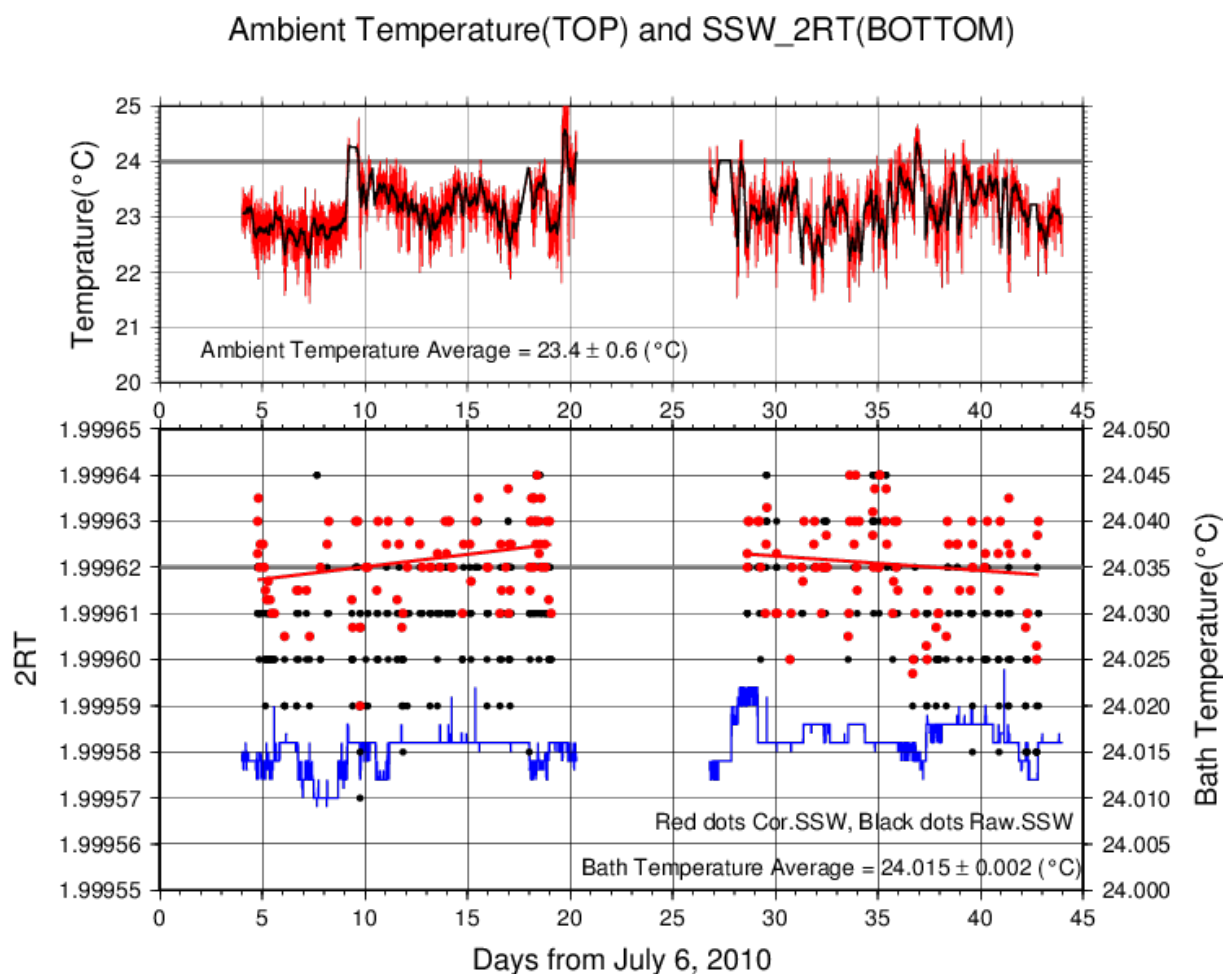 Ambient Temperature(TOP) and SSW_2RT(BOTTOM)
25
24
23
22
21
20
Temprature(°C)
Ambient Temperature Average = 23.4 ± 0.6 (°C)
0 5 10 15 20 25 30 35 40 45
1.99965 24.050
1.99964 24.045
1.99963 24.040
1.99962 24.035
1.99961 24.030
1.99960 24.025
1.99959 24.020
1.99958 24.015
1.99957 24.010
1.99956 24.005
1.99955 24.000
2RT
Bath Temperature(°C)
Red dots Cor.SSW, Black dots Raw.SSW
Bath Temperature Average = 24.015 ± 0.002 (°C)
0 5 10 15 20 25 30 35 40 45
Days from July 6, 2010